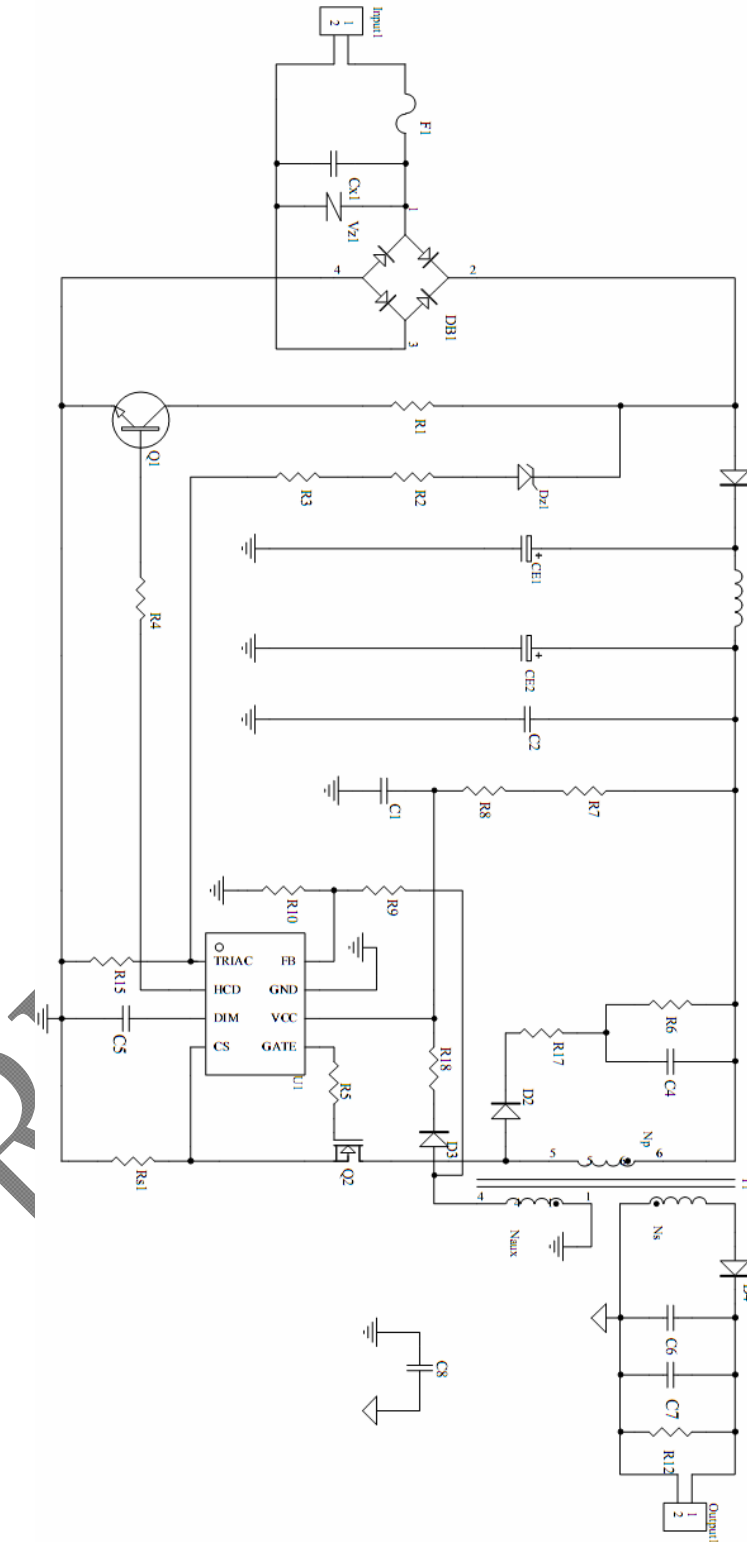 Input1
1
2
F1
Cx1
Vz1
1
4
2
DB1
3
R1
Q1
Dz1
R2
R3
+
CE1
R4
+
CE2
C2
C1
R8
R7
R10
R9
TRIAC
FB
HCD
GND
DIM
VCC
CS
GATE
U1
R15
C5
R5
R18
D3
R17
R6
C4
D2
Rs1
Q2
Np
5
6
4
1
Naux
Ns
C6
C7
C8
R12
Output1
1
2